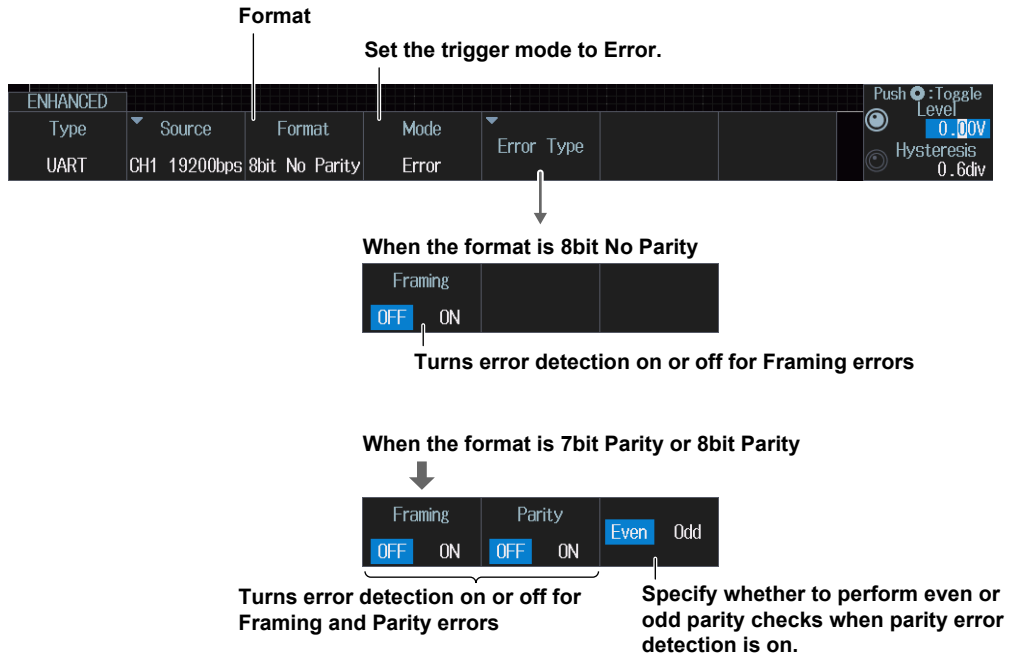 Format
Set the trigger mode to Error.
ENHANCED
Type
Source
Format
Mode
Error Type
UART
CH1 19200bps
8bit No Parity
Error
Push :Toggle
Level
0.00V
Hysteresis
0.6div
When the format is 8bit No Parity
Framing
OFF ON
Turns error detection on or off for Framing errors
When the format is 7bit Parity or 8bit Parity
Framing
OFF ON
Parity
OFF ON
Even Odd
Turns error detection on or off for
Framing and Parity errors
Specify whether to perform even or
odd parity checks when parity error
detection is on.